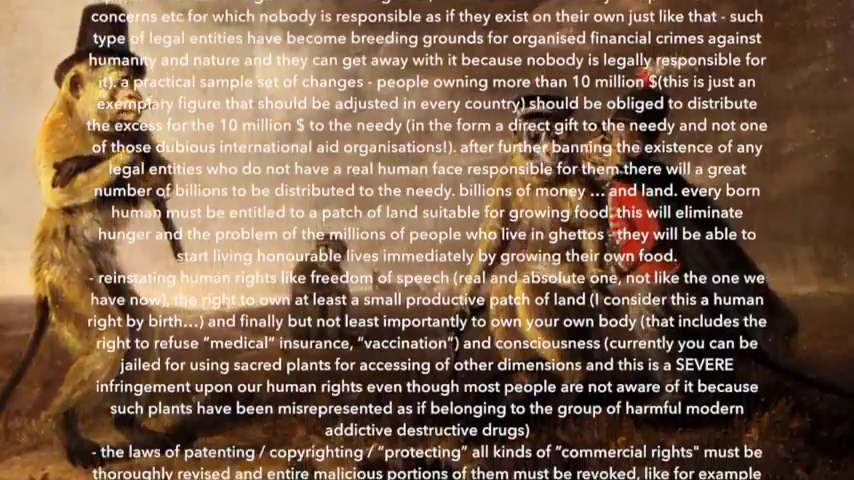 concerns etc for which nobody is responsible as if they exist on their own just like that - such
type of legal entities have become breeding grounds for organised financial crimes against
humanity and nature and they can get away with it because nobody is legally responsible for
it). a practical sample set of changes - people owning more than 10 million $(this is just an
exemplary figure that should be adjusted in every country) should be obliged to distribute
the excess for the 10 million $ to the needy (in the form a direct gift to the needy and not one
of those dubious international aid organisations!). after further banning the existence of any
legal entities who do not have a real human face responsible for them there will a great
number of billions to be distributed to the needy. billions of money ... and land. every born
human must be entitled to a patch of land suitable for growing food. this will eliminate
hunger and the problem of the millions of people who live in ghettos - they will be able to
start living honourable lives immediately by growing their own food.
- reinstating human rights like freedom of speech (real and absolute one, not like the one we
have now), the right to own at least a small productive patch of land (I consider this a human
right by birth...) and finally but not least importantly to own your own body (that includes the
right to refuse "medical" insurance, "vaccination") and consciousness (currently you can be
jailed for using sacred plants for accessing of other dimensions and this is a SEVERE
infringement upon our human rights even though most people are not aware of it because
such plants have been misrepresented as if belonging to the group of harmful modern
addictive destructive drugs)
- the laws of patenting / copyrighting / "protecting" all kinds of "commercial rights" must be
thoroughly revised and entire malicious portions of them must be revoked, like for example